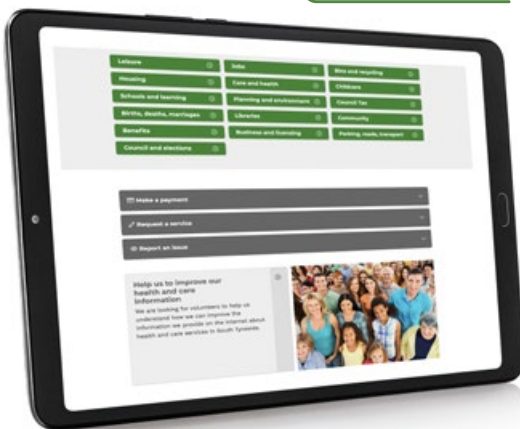 Leisure
Jobs
Bins and recycling
Housing
Care and health
Childcare
Schools and learning
Planning and environment
Council Tax
Births, deaths, marriages
Libraries
Community
Benefits
Business and licensing
Parking, roads, transport
Council and elections
Make a payment
Request a service
Report an issue
Help us to improve our
health and care
information
We are looking for volunteers to help us
understand how we can improve the
information we provide on the internet about
health and care services in South Tyneside.